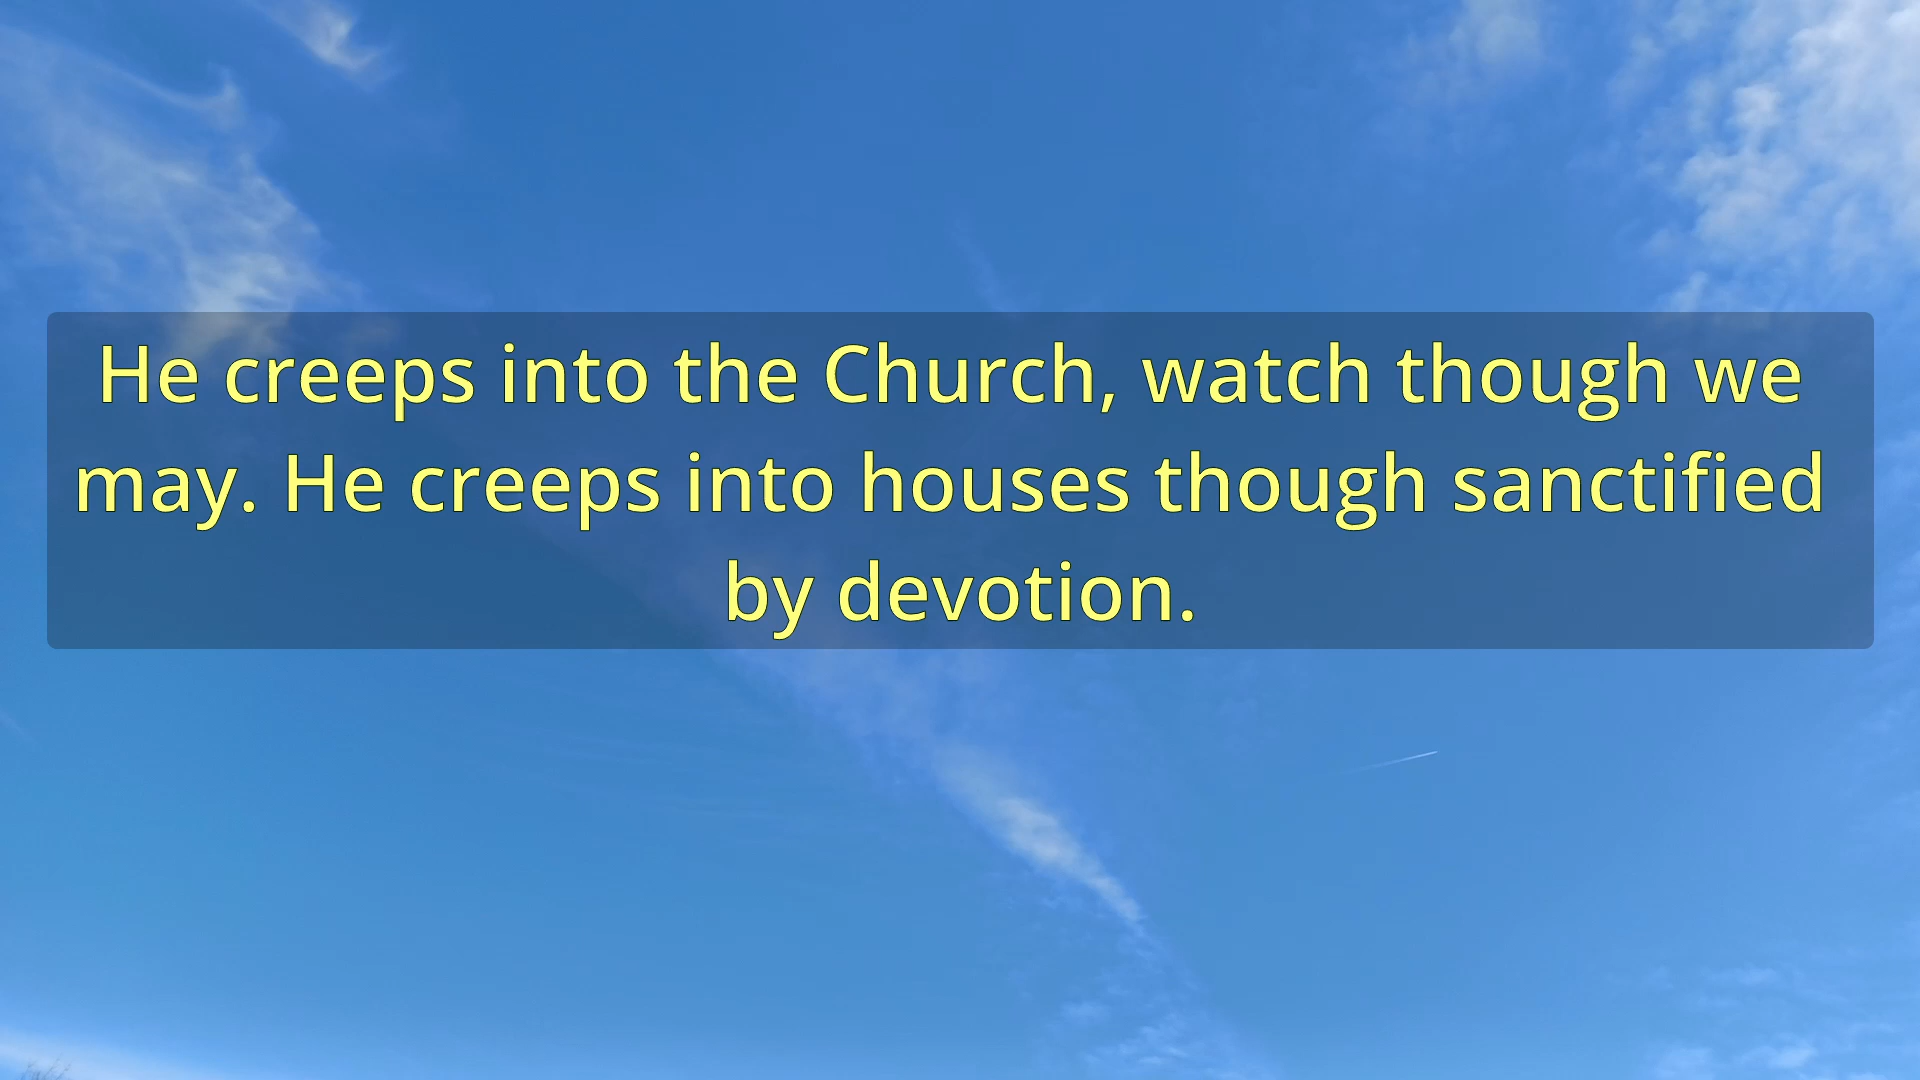 He creeps into the Church, watch though we
may. He creeps into houses though sanctified
by devotion.